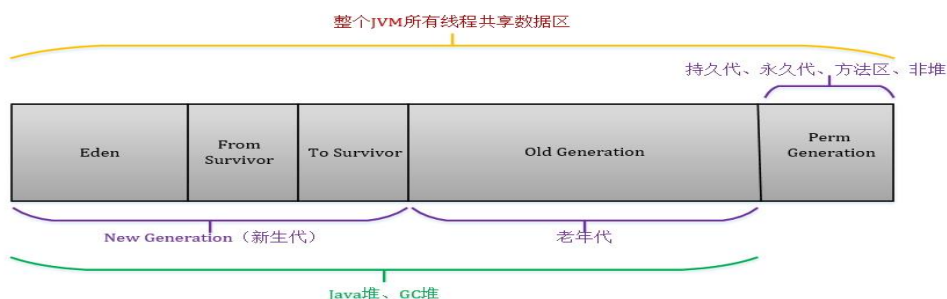 整个JVM所有线程共享数据区
持久代、永久代、方法区、非堆
Eden
From
Survivor
To Survivor
Old Generation
Perm
Generation
New Generation（新生代）
老年代
Java堆、GC堆